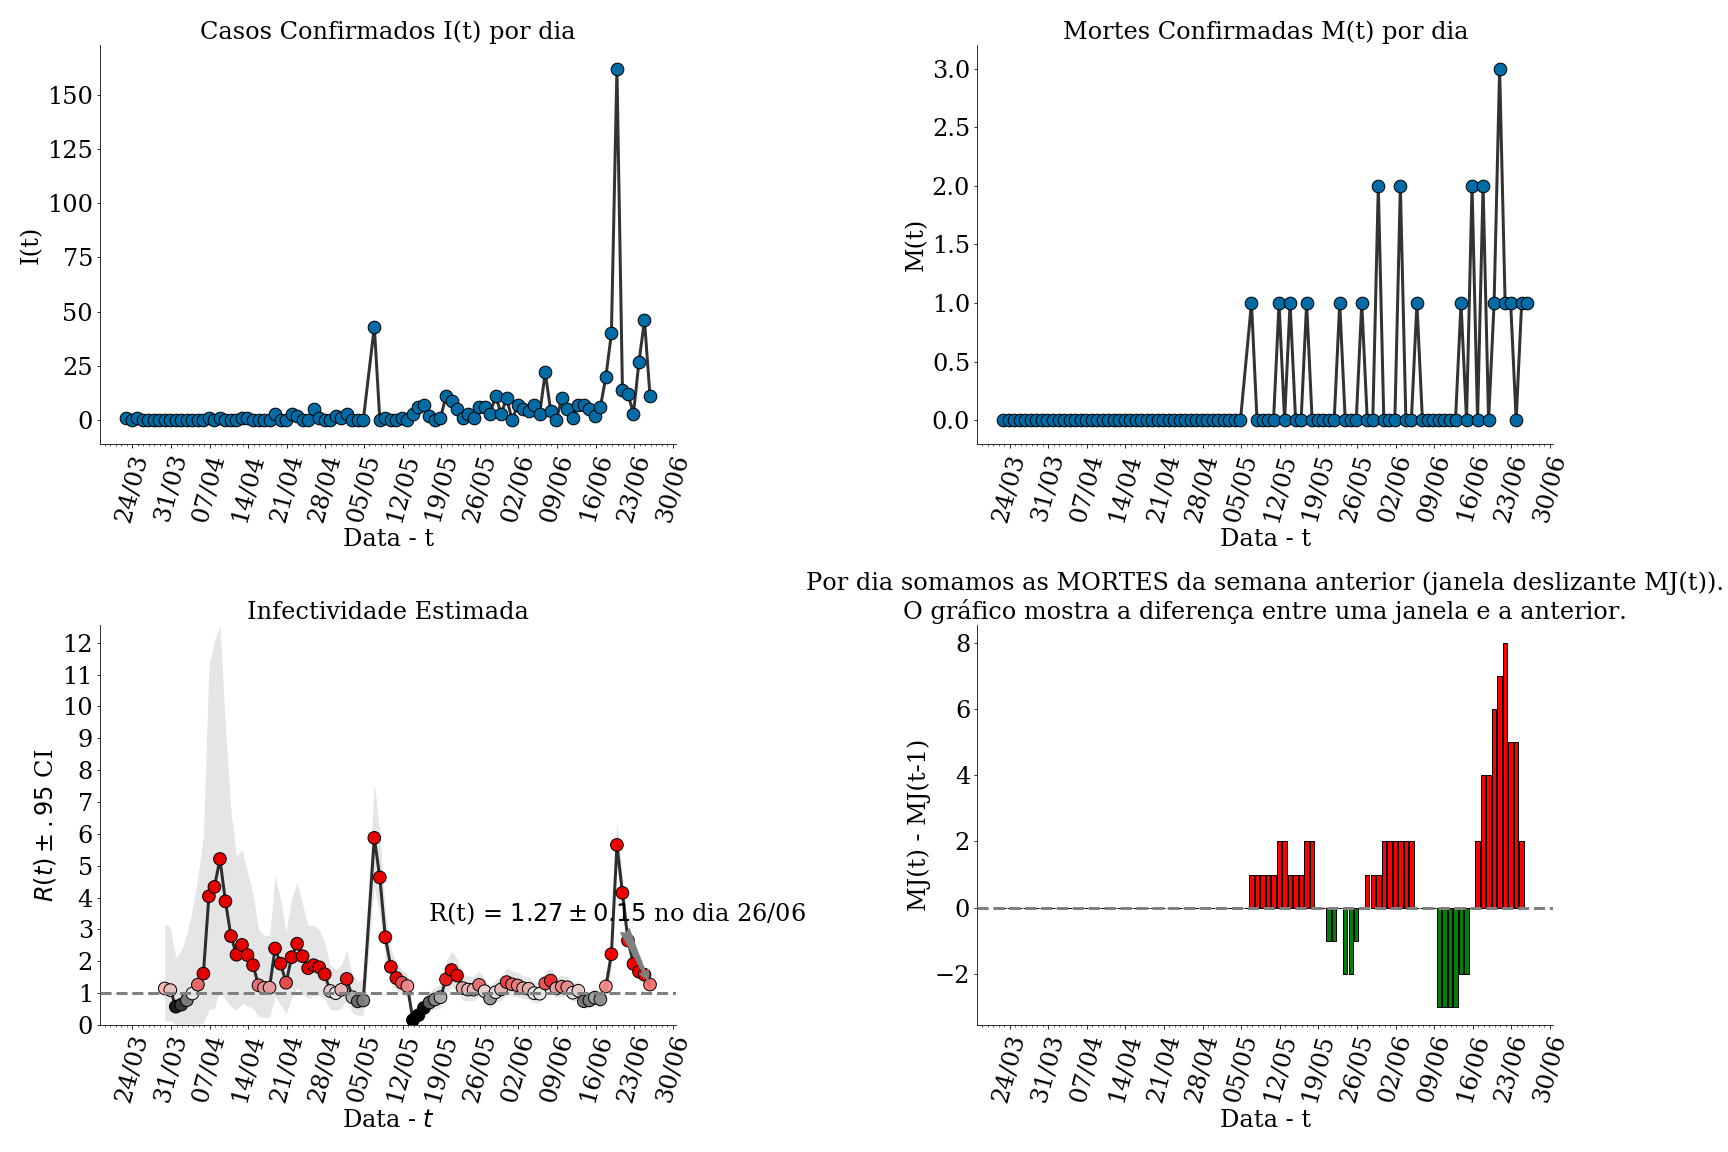 Casos Confirmados I(t) por dia
I(t)
150
125
100
75
50
25
0
24/03 31/03 07/04 14/04 21/04 28/04 05/05 12/05 19/05 26/05 02/06 09/06 16/06 23/06 30/06
Data - t
Mortes Confirmadas M(t) por dia
M(t)
3.0
2.5
2.0
1.5
1.0
0.5
0.0
24/03 31/03 07/04 14/04 21/04 28/04 05/05 12/05 19/05 26/05 02/06 09/06 16/06 23/06 30/06
Data - t
Infectividade Estimada
R(t) ± .95 CI
12
11
10
9
8
7
6
5
4
3
2
1
0
R(t) = 1.27 ± 0.15 no dia 26/06
24/03 31/03 07/04 14/04 21/04 28/04 05/05 12/05 19/05 26/05 02/06 09/06 16/06 23/06 30/06
Data - t
Por dia somamos as MORTES da semana anterior (janela deslizante MJ(t)).
O gráfico mostra a diferença entre uma janela e a anterior.
MJ(t) - MJ(t-1)
8
6
4
2
0
−2
24/03 31/03 07/04 14/04 21/04 28/04 05/05 12/05 19/05 26/05 02/06 09/06 16/06 23/06 30/06
Data - t